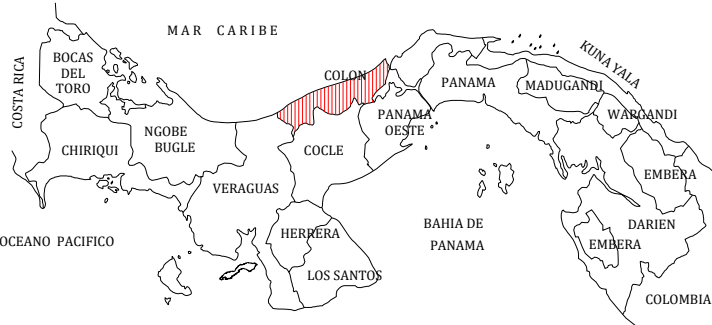 MAR CARIBE
COSTA RICA
BOCAS
DEL
TORO
COLON
KUNA YALA
PANAMA
MADUGANDI
WARGANDI
PANAMA
OESTE
NGOBE
BUGLE
CHIRIQUI
COCLE
VERAGUAS
EMBERA
HERRERA
BAHIA DE
PANAMA
DARIEN
EMBERA
OCEANO PACIFICO
LOS SANTOS
COLOMBIA